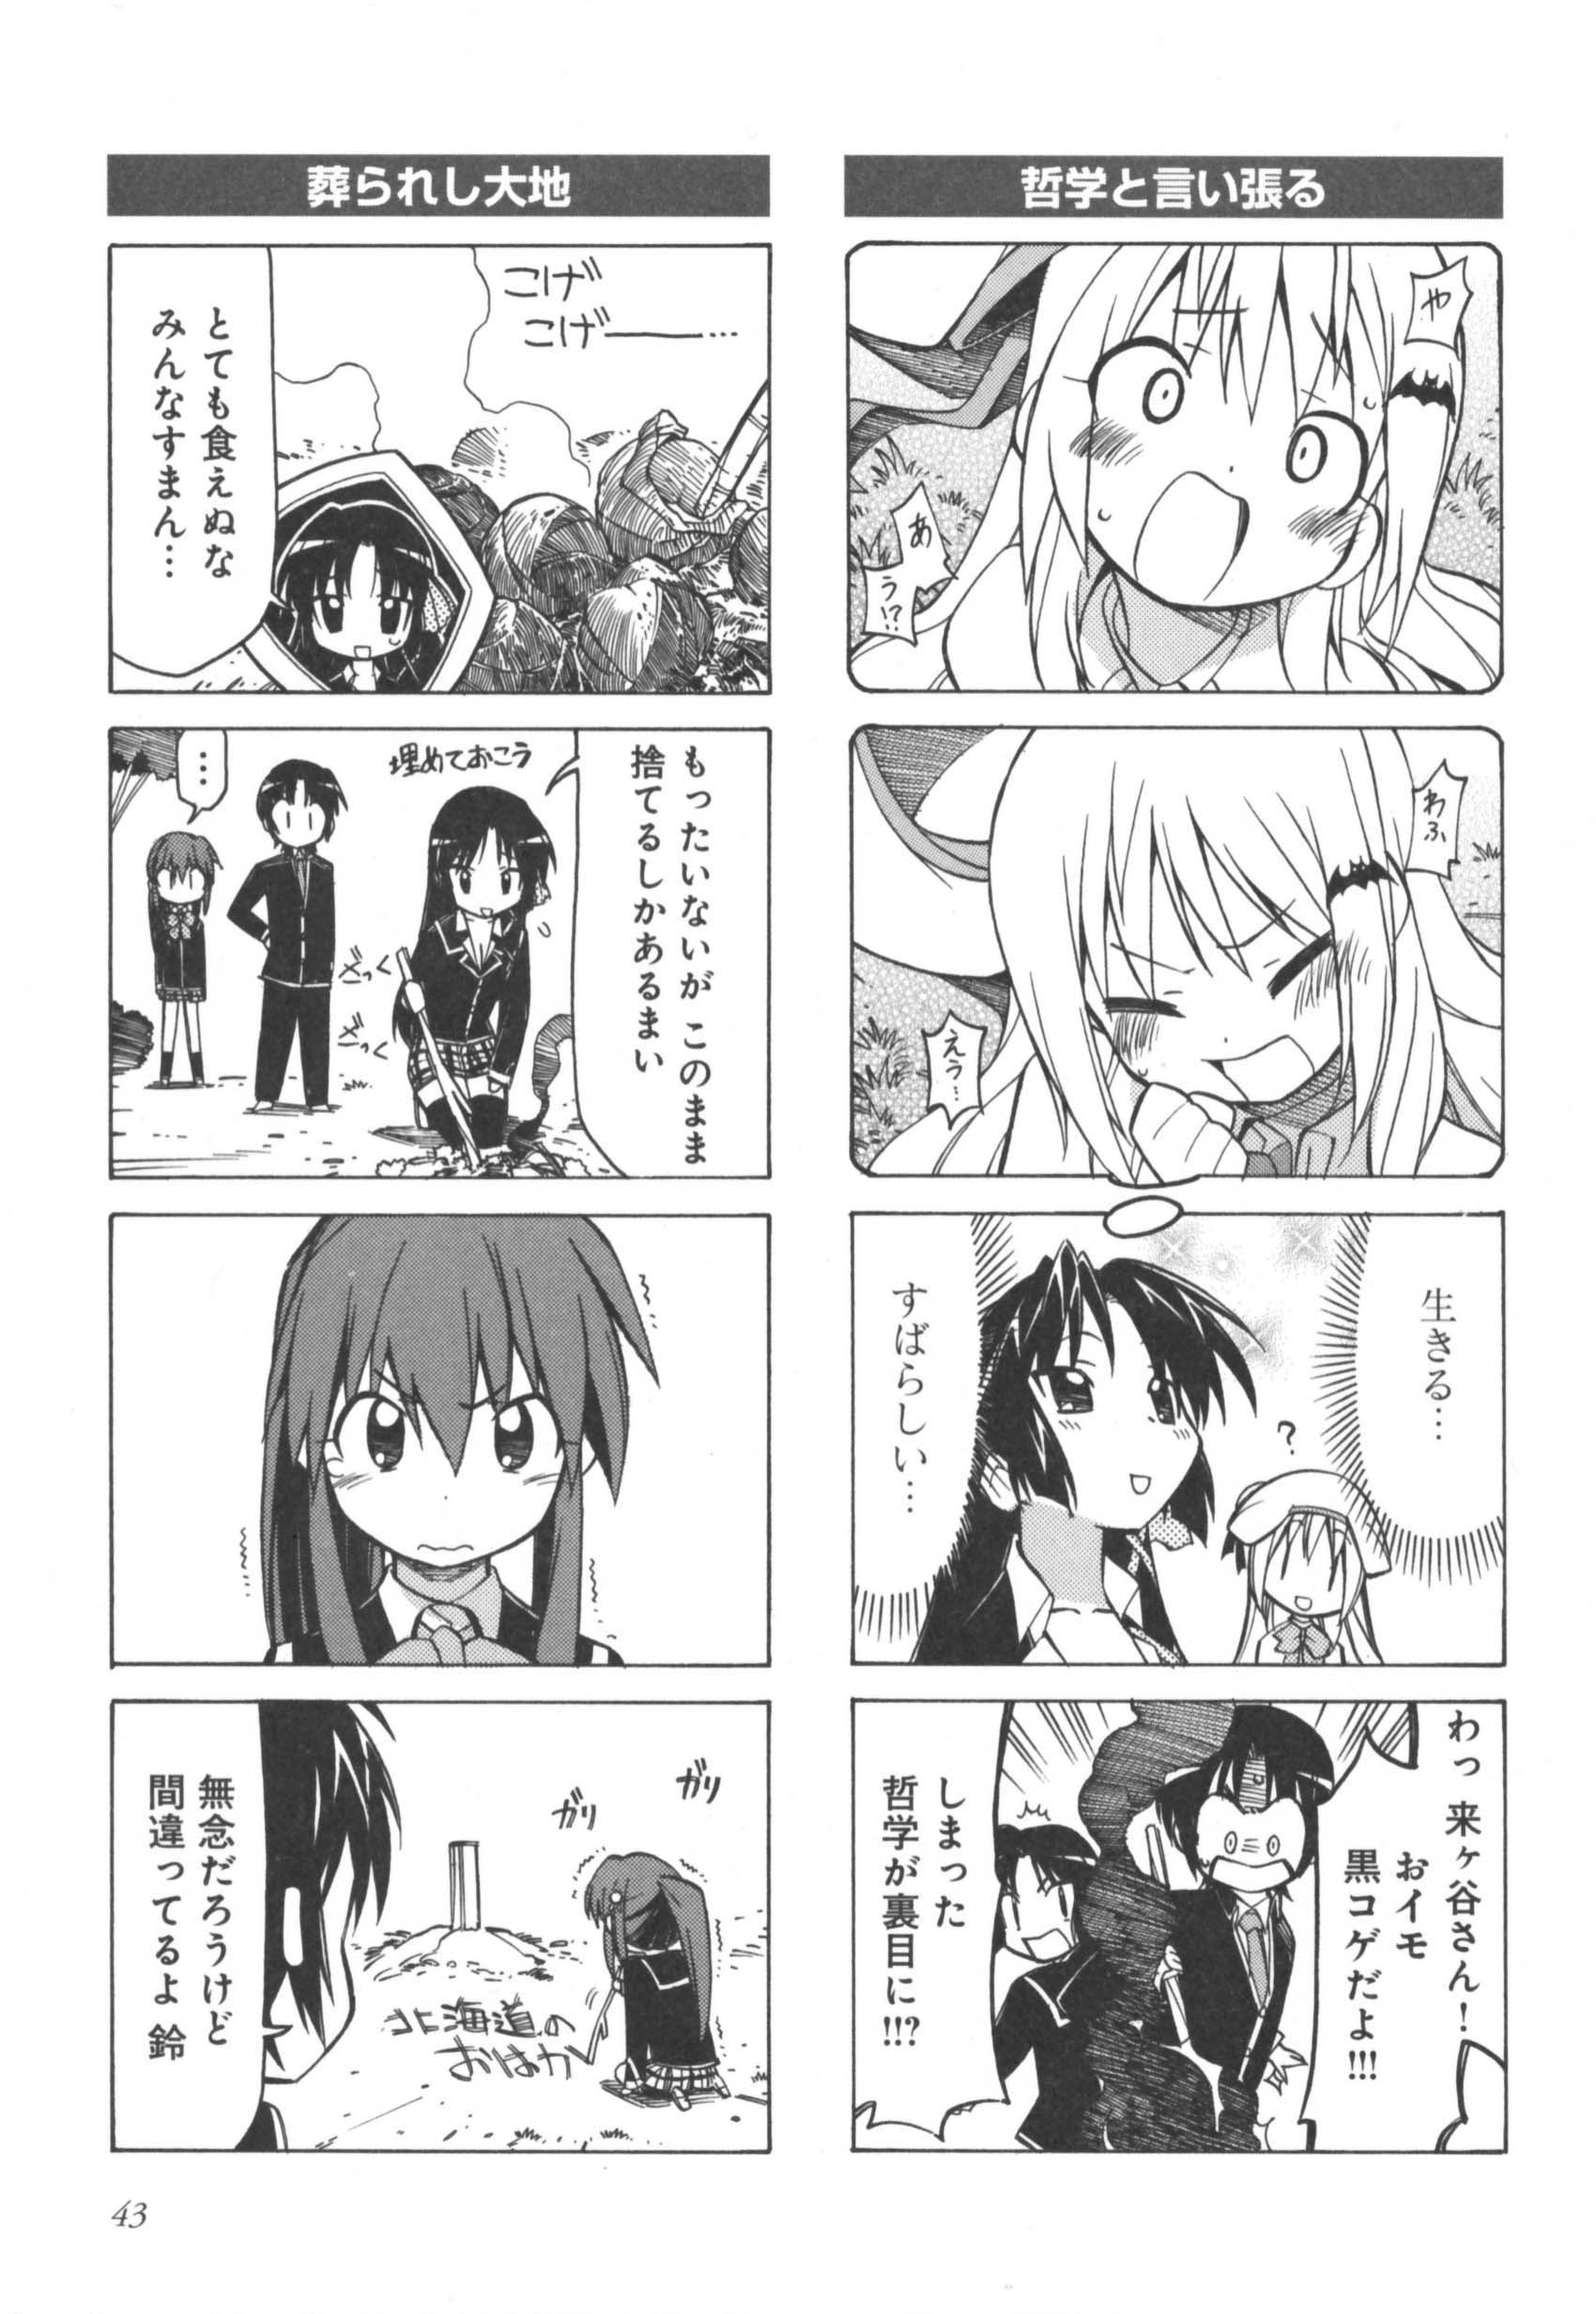 哲学と言い張る
や
あ
う!?
わふ
えう…
生きる…
?
すばらしい…
わっ 来ヶ谷さん!
おイモ
黒コゲだよ!!!
しまった
哲学が裏目に!!?
葬られし大地
こげ
こげー…
とても食えぬな
みんなすまん…
もったいないが このまま
捨てるしかあるまい
埋めておこう
ざっく
ざっく
…
ガリ
ガリ
北海道の
おはか
無念だろうけど
間違ってるよ 鈴
43